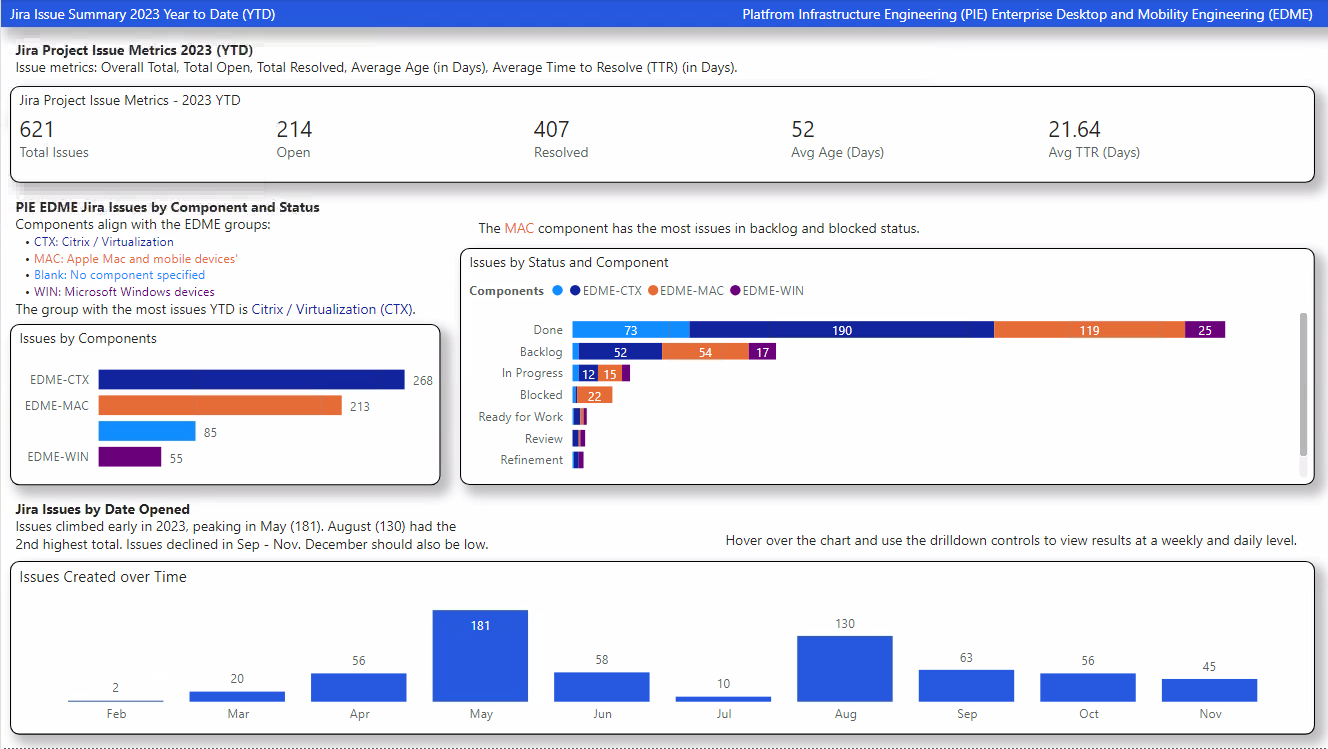 Jira Issue Summary 2023 Year to Date (YTD)
Platfrom Infrastructure Engineering (PIE) Enterprise Desktop and Mobility Engineering (EDME)
Jira Project Issue Metrics 2023 (YTD)
Issue metrics: Overall Total, Total Open, Total Resolved, Average Age (in Days), Average Time to Resolve (TTR) (in Days).
Jira Project Issue Metrics - 2023 YTD
621
Total Issues
214
Open
407
Resolved
52
Avg Age (Days)
21.64
Avg TTR (Days)
PIE EDME Jira Issues by Component and Status
Components align with the EDME groups:
• CTX: Citrix / Virtualization
• MAC: Apple Mac and mobile devices'
• Blank: No component specified
• WIN: Microsoft Windows devices
The group with the most issues YTD is Citrix / Virtualization (CTX).
Issues by Components
EDME-CTX 268
EDME-MAC 213
85
EDME-WIN 55
The MAC component has the most issues in backlog and blocked status.
Issues by Status and Component
Components EDME-CTX EDME-MAC EDME-WIN
Done 73 190 119 25
Backlog 52 54 17
In Progress 12 15
Blocked 22
Ready for Work
Review
Refinement
Jira Issues by Date Opened
Issues climbed early in 2023, peaking in May (181). August (130) had the
2nd highest total. Issues declined in Sep - Nov. December should also be low.
Hover over the chart and use the drilldown controls to view results at a weekly and daily level.
Issues Created over Time
2 20 56 181 58 10 130 63 56 45
Feb Mar Apr May Jun Jul Aug Sep Oct Nov